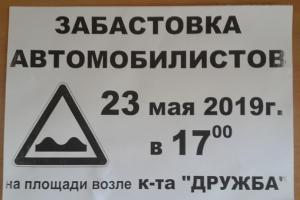 ЗАБАСТОВКА
АВТОМОБИЛИСТОВ
23 мая 2019г.
в 17⁰⁰
на площади возле к-та "ДРУЖБА"